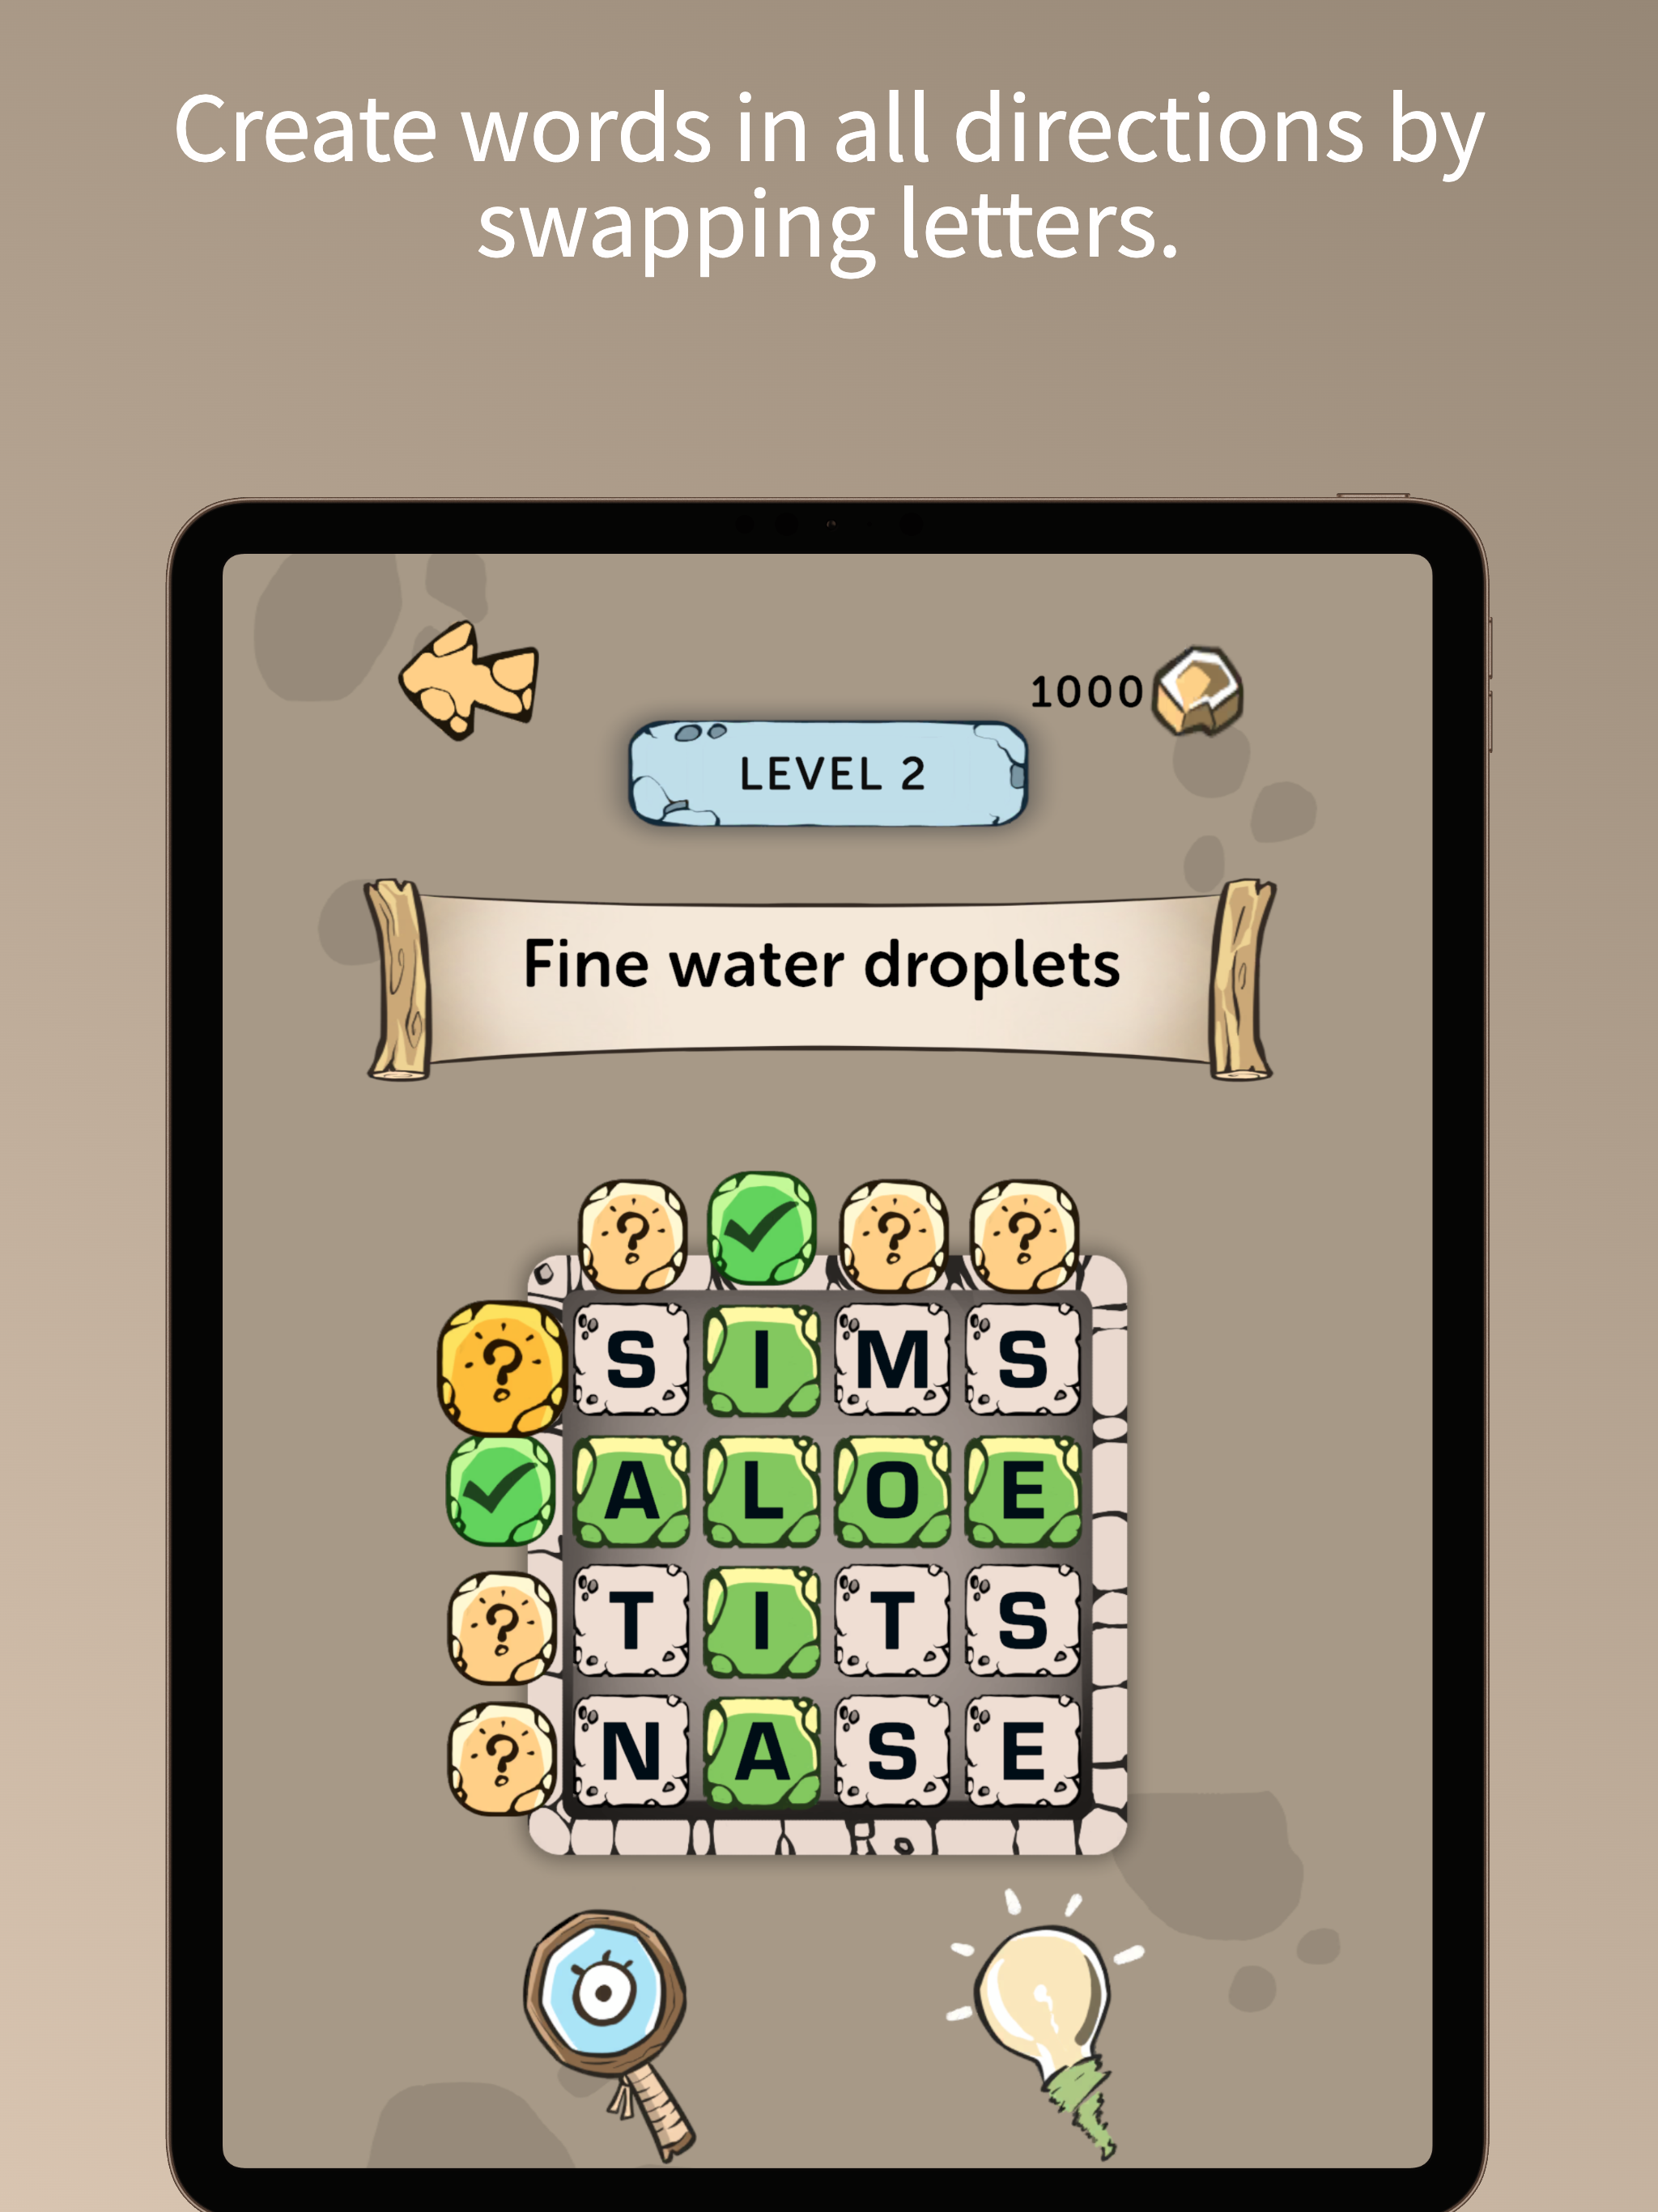 Create words in all directions by
swapping letters.
1000
LEVEL 2
Fine water droplets
? ? ?
? S I M S
A L O E
? T I T S
? N A S E